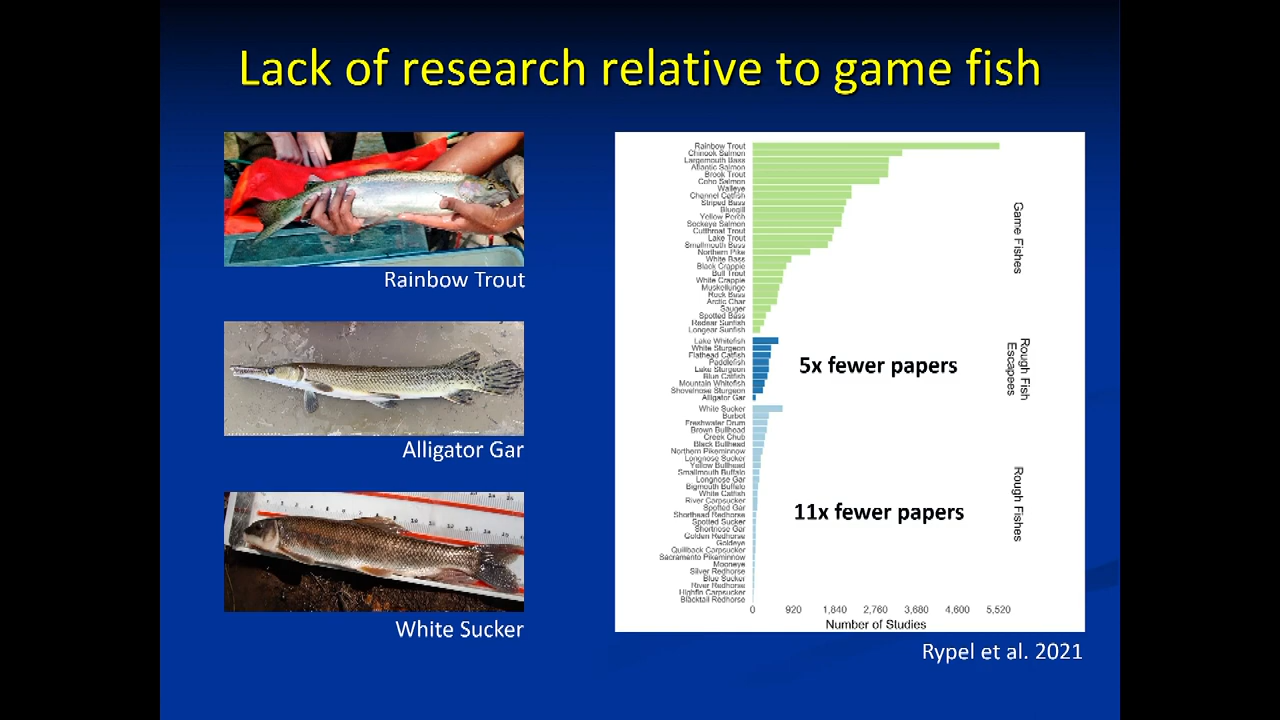 Lack of research relative to game fish
Rainbow Trout
Alligator Gar
White Sucker
Rainbow Trout
Chinook Salmon
Largemouth Bass
Atlantic Salmon
Brook Trout
Coho Salmon
Walleye
Channel Catfish
Striped Bass
Bluegill
Yellow Perch
Sockeye Salmon
Cutthroat Trout
Lake Trout
Smallmouth Bass
Northern Pike
White Bass
Black Crappie
Bull Trout
White Crappie
Muskellunge
Rock Bass
Arctic Char
Sauger
Spotted Bass
Redear Sunfish
Longear Sunfish
Game Fishes
Lake Whitefish
White Sturgeon
Flathead Catfish
Paddlefish
Lake Sturgeon
Blue Catfish
Mountain Whitefish
Shovelnose Sturgeon
Alligator Gar
5x fewer papers
Rough Fish
Escapees
White Sucker
Burbot
Freshwater Drum
Brown Bullhead
Creek Chub
Black Bullhead
Northern Pikeminnow
Longnose Sucker
Yellow Bullhead
Smallmouth Buffalo
Longnose Gar
Bigmouth Buffalo
White Catfish
River Carpsucker
Spotted Gar
Shorthead Redhorse
Spotted Sucker
Shortnose Gar
Golden Redhorse
Goldeye
Quillback Carpsucker
Sacramento Pikeminnow
Mooneye
Silver Redhorse
Blue Sucker
River Redhorse
Highfin Carpsucker
Blacktail Redhorse
11x fewer papers
Rough Fishes
0 920 1,840 2,760 3,680 4,600 5,520
Number of Studies
Rypel et al. 2021